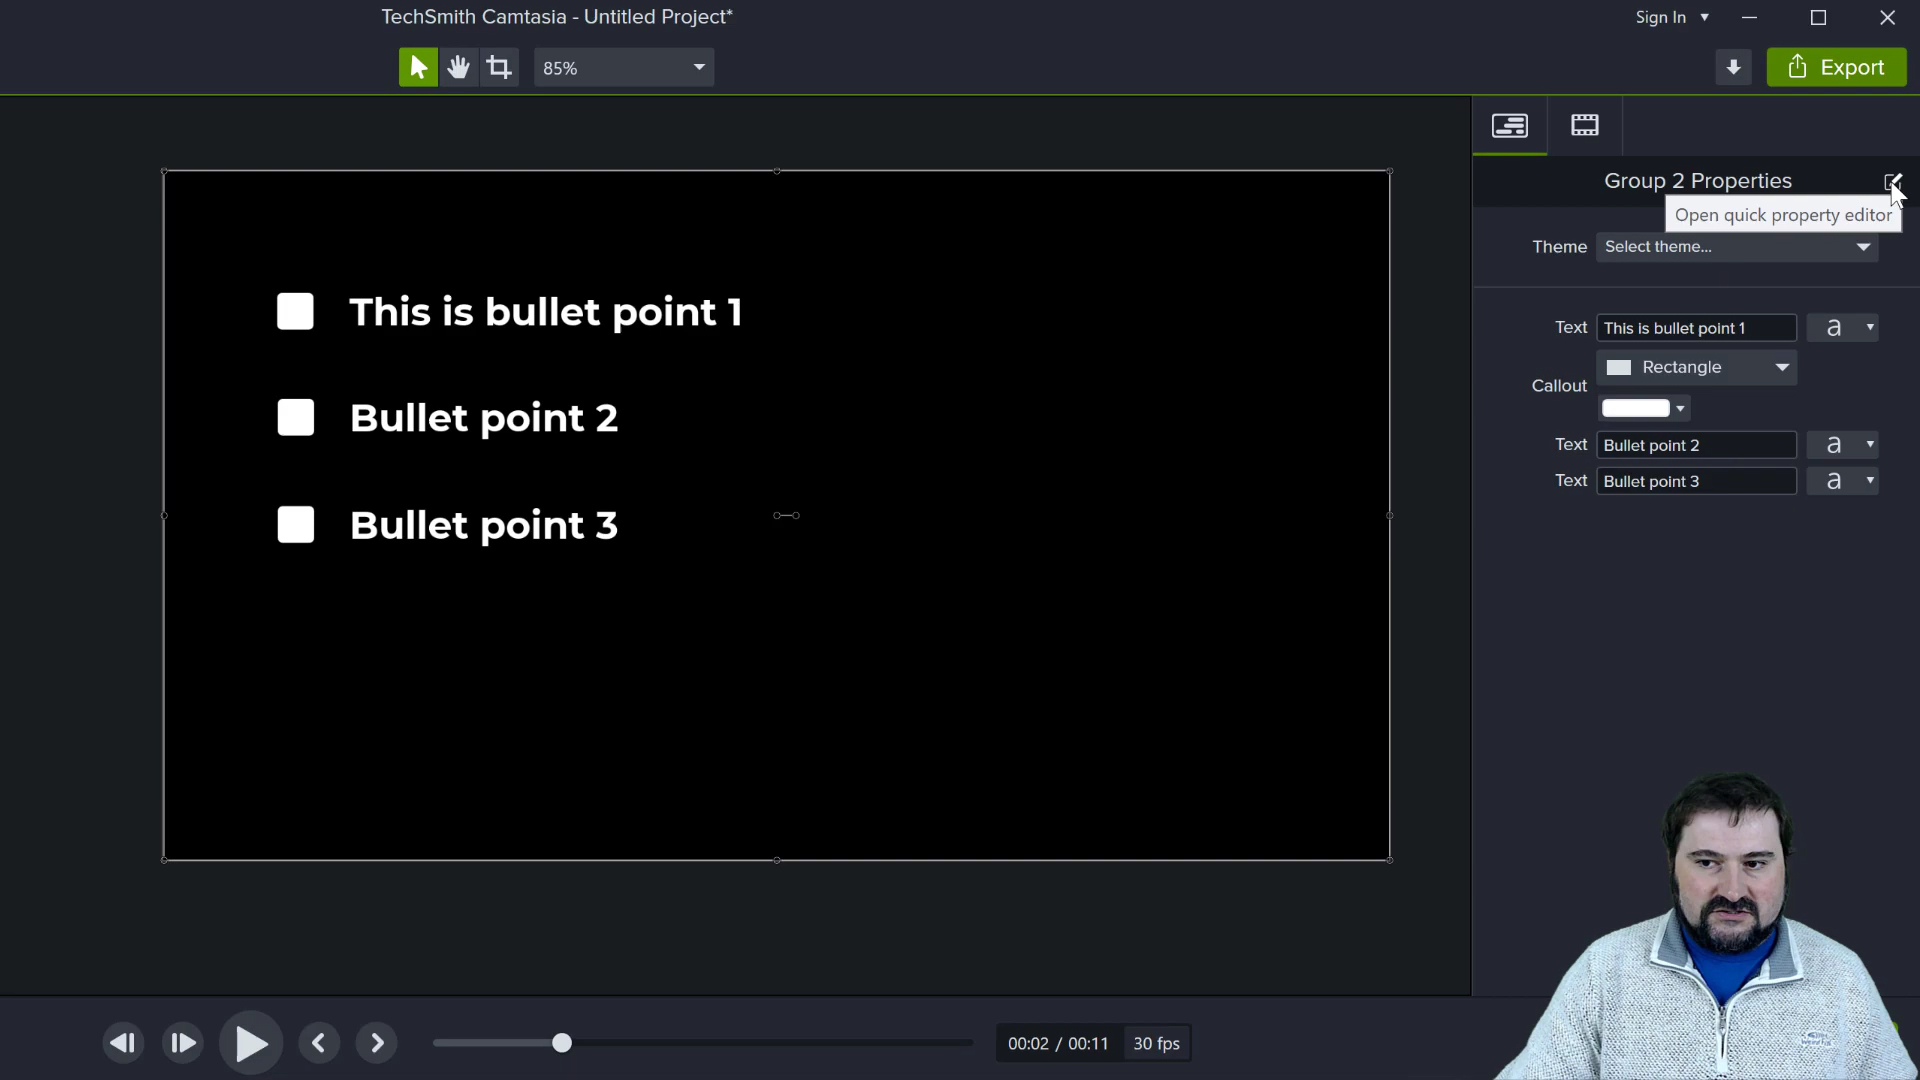 TechSmith Camtasia - Untitled Project*
Sign In
85%
Export
Group 2 Properties
Open quick property editor
Theme Select theme...
This is bullet point 1
Bullet point 2
Bullet point 3
Text This is bullet point 1 a
Callout Rectangle
Text Bullet point 2 a
Text Bullet point 3 a
00:02 / 00:11 30 fps